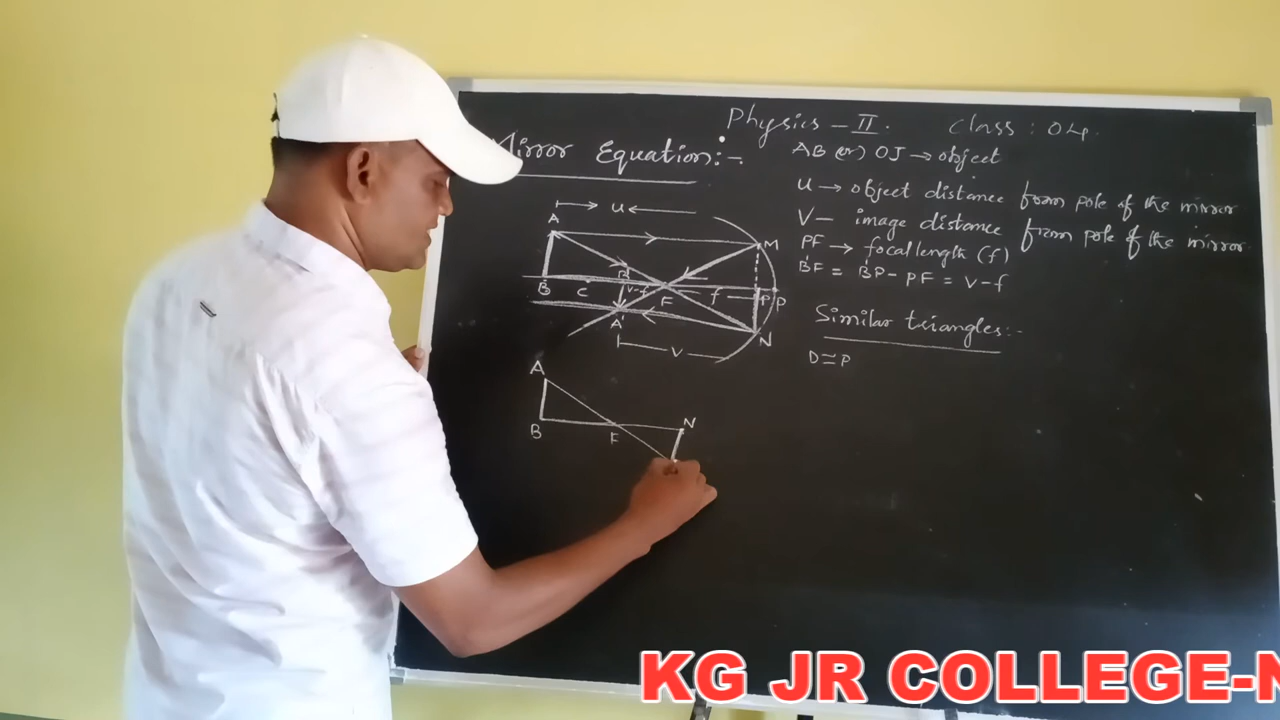 Physics - II. Class : 04.
Mirror Equation:-
AB (or) OJ → object
u → object distance from pole of the mirror
V - image distance from pole of the mirror
PF → focal length (f)
B'F = B'P - PF = v-f
Similar triangles:-
D ≃ P
u
A
M
B C B' v-f F f D P
A'
N
v
A
B F N
KG JR COLLEGE-N